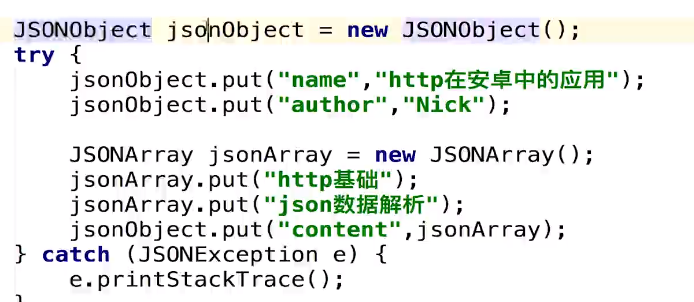 JSONObject jsonObject = new JSONObject();
try {
    jsonObject.put("name","http在安卓中的应用");
    jsonObject.put("author","Nick");

    JSONArray jsonArray = new JSONArray();
    jsonArray.put("http基础");
    jsonArray.put("json数据解析");
    jsonObject.put("content",jsonArray);
} catch (JSONException e) {
    e.printStackTrace();
}